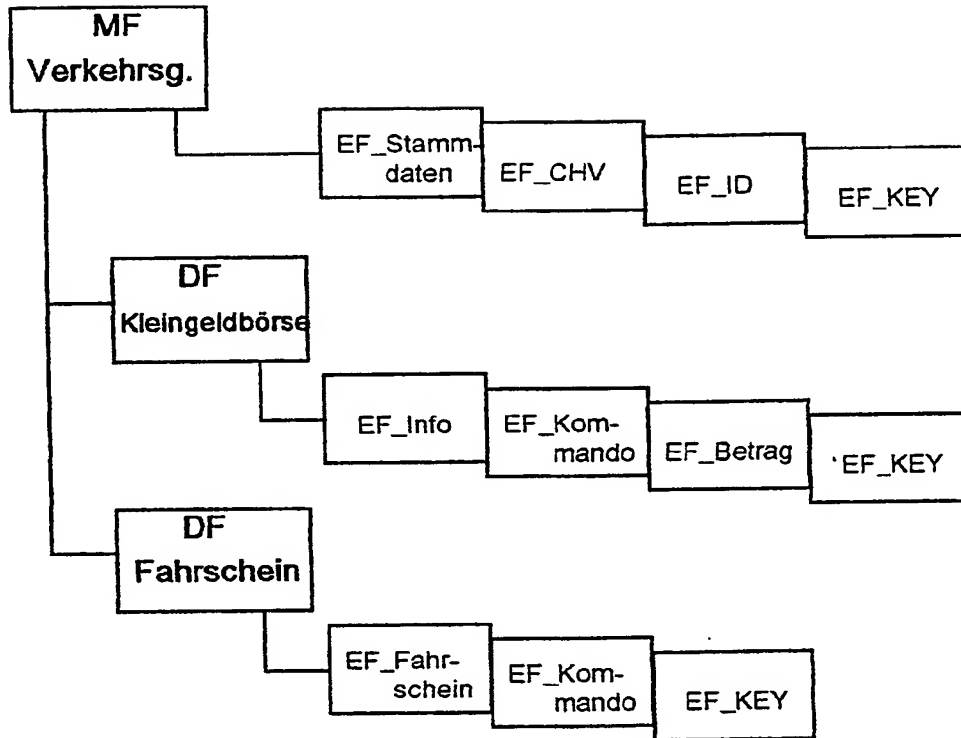 MF
Verkehrsg.
EF_Stamm-
daten
EF_CHV
EF_ID
EF_KEY
DF
Kleingeldbörse
EF_Info
EF_Kom-
mando
EF_Betrag
EF_KEY
DF
Fahrschein
EF_Fahr-
schein
EF_Kom-
mando
EF_KEY